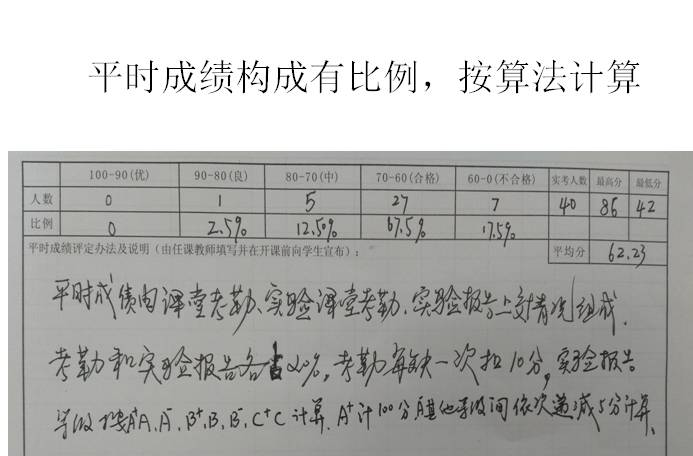 平时成绩构成有比例，按算法计算
100-90(优) 90-80(良) 80-70(中) 70-60(合格) 60-0(不合格) 实考人数 最高分 最低分
人数 0 1 5 27 7 40 86 42
比例 0 2.5% 12.5% 67.5% 17.5%
平时成绩评定办法及说明（由任课教师填写并在开课前向学生宣布）： 平均分 62.23
平时成绩由课堂考勤、实验课堂考勤、实验报告上交情况组成.
考勤和实验报告各占20%,考勤每缺一次扣10分,实验报告
等级按A⁺A、A⁻、B⁺、B、B⁻、C⁺C计算. A⁺计100分,其他等级间依次递减5分计算.